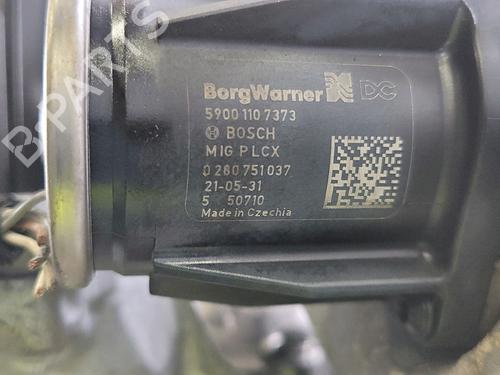 BorgWarner DC
5900 110 7373
BOSCH
MIG PLCX
0 280 751 037
21-05-31
5 50710
Made in Czechia
B-PARTS